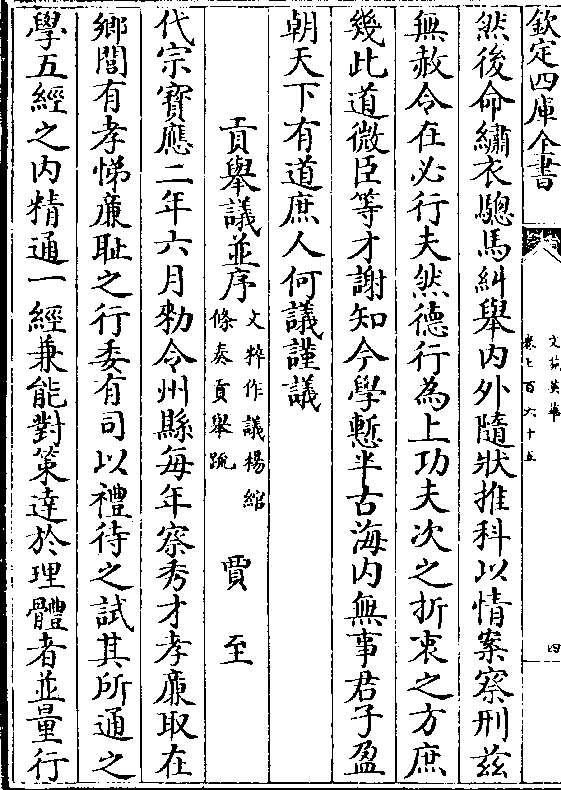 欽定四庫全書
文苑英華
卷七百六十五
四
然後命繡衣驄馬糾舉内外隨狀推科以情案察刑兹
無赦令在必行夫然德行為上功夫次之折衷之方庶
幾此道微臣等才謝知今學慙半古海内無事君子盈
朝天下有道庶人何議謹議
貢舉議並序
文粹作議楊綰
條奏貢舉䟽
賈至
代宗寳應二年六月勑令州縣每年察秀才孝廉取在
鄉閭有孝悌廉耻之行委有司以禮待之試其所通之
學五經之内精通一經兼能對策達於理體者並量行